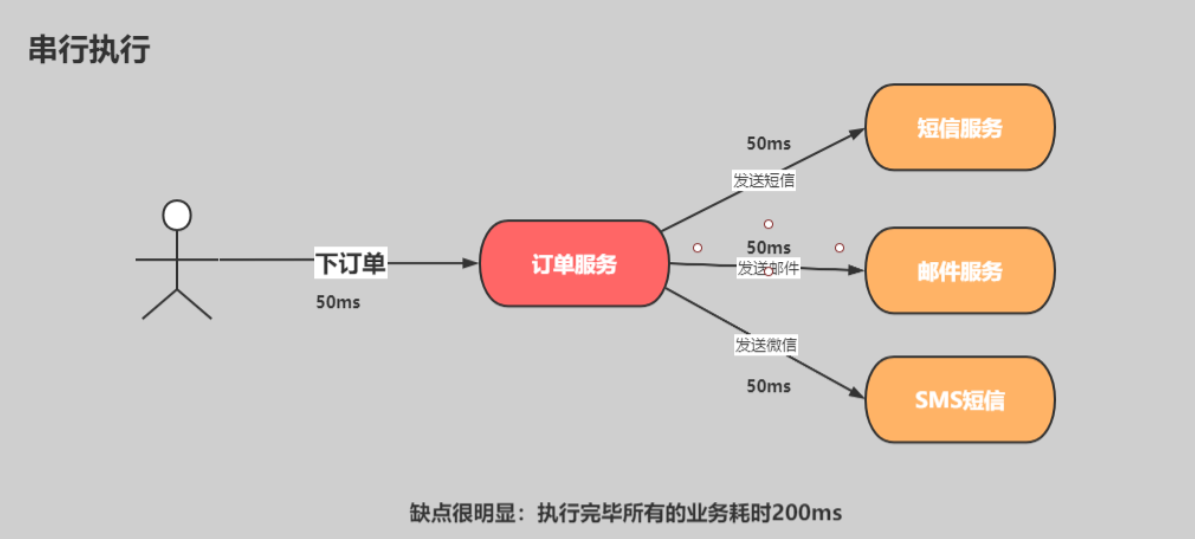 串行执行
50ms
短信服务
发送短信
下订单
50ms
订单服务
50ms
发送邮件
邮件服务
发送微信
50ms
SMS短信
缺点很明显：执行完毕所有的业务耗时200ms